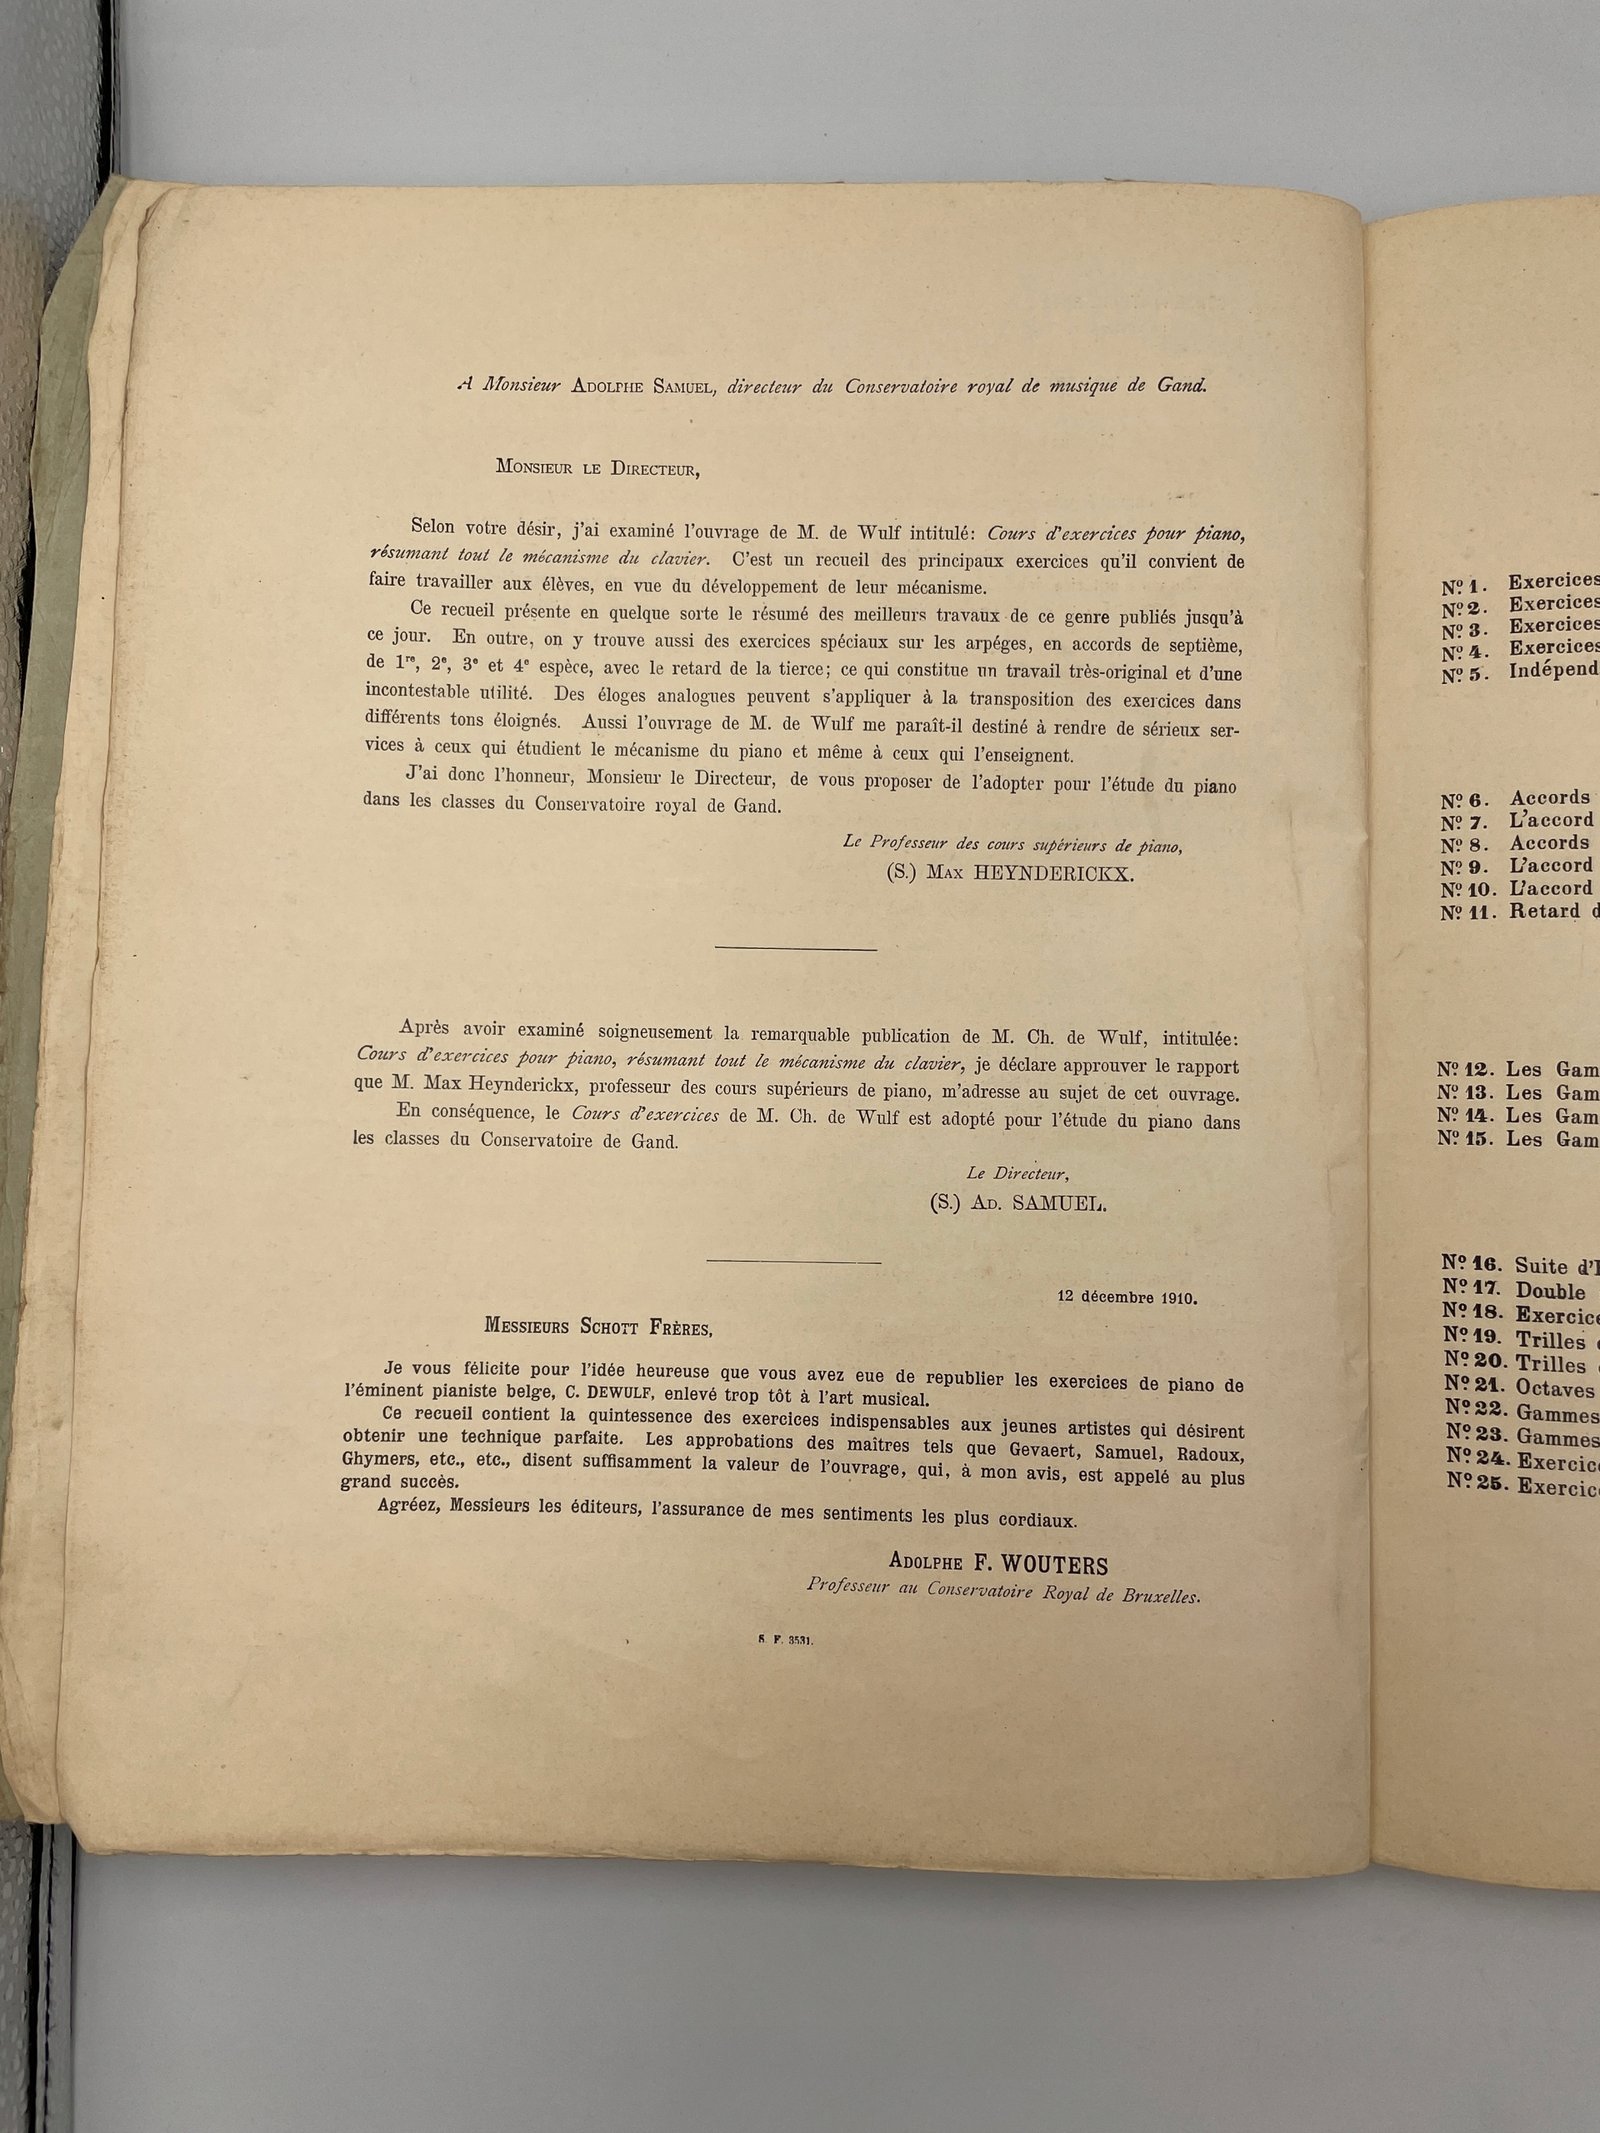 A Monsieur ADOLPHE SAMUEL, directeur du Conservatoire royal de musique de Gand.
MONSIEUR LE DIRECTEUR,
Selon votre désir, j'ai examiné l'ouvrage de M. de Wulf intitulé: Cours d'exercices pour piano,
résumant tout le mécanisme du clavier. C'est un recueil des principaux exercices qu'il convient de
faire travailler aux élèves, en vue du développement de leur mécanisme.
Ce recueil présente en quelque sorte le résumé des meilleurs travaux de ce genre publiés jusqu'à
ce jour. En outre, on y trouve aussi des exercices spéciaux sur les arpéges, en accords de septième,
de 1re, 2e, 3e et 4e espèce, avec le retard de la tierce; ce qui constitue un travail très-original et d'une
incontestable utilité. Des éloges analogues peuvent s'appliquer à la transposition des exercices dans
différents tons éloignés. Aussi l'ouvrage de M. de Wulf me paraît-il destiné à rendre de sérieux ser-
vices à ceux qui étudient le mécanisme du piano et même à ceux qui l'enseignent.
J'ai donc l'honneur, Monsieur le Directeur, de vous proposer de l'adopter pour l'étude du piano
dans les classes du Conservatoire royal de Gand.
Le Professeur des cours supérieurs de piano,
(S.) MAX HEYNDERICKX.
Après avoir examiné soigneusement la remarquable publication de M. Ch. de Wulf, intitulée:
Cours d'exercices pour piano, résumant tout le mécanisme du clavier, je déclare approuver le rapport
que M. Max Heynderickx, professeur des cours supérieurs de piano, m'adresse au sujet de cet ouvrage.
En conséquence, le Cours d'exercices de M. Ch. de Wulf est adopté pour l'étude du piano dans
les classes du Conservatoire de Gand.
Le Directeur,
(S.) AD. SAMUEL.
12 décembre 1910.
MESSIEURS SCHOTT FRÈRES,
Je vous félicite pour l'idée heureuse que vous avez eue de republier les exercices de piano de
l'éminent pianiste belge, C. DEWULF, enlevé trop tôt à l'art musical.
Ce recueil contient la quintessence des exercices indispensables aux jeunes artistes qui désirent
obtenir une technique parfaite. Les approbations des maîtres tels que Gevaert, Samuel, Radoux,
Ghymers, etc., etc., disent suffisamment la valeur de l'ouvrage, qui, à mon avis, est appelé au plus
grand succès.
Agréez, Messieurs les éditeurs, l'assurance de mes sentiments les plus cordiaux.
ADOLPHE F. WOUTERS
Professeur au Conservatoire Royal de Bruxelles.
S. F. 3531.
Nº 1. Exercices
Nº 2. Exercices
Nº 3. Exercices
Nº 4. Exercices
Nº 5. Indépend
Nº 6. Accords
Nº 7. L'accord
Nº 8. Accords
Nº 9. L'accord
Nº 10. L'accord
Nº 11. Retard d
Nº 12. Les Gam
Nº 13. Les Gam
Nº 14. Les Gam
Nº 15. Les Gam
Nº 16. Suite d'
Nº 17. Double
Nº 18. Exercice
Nº 19. Trilles
Nº 20. Trilles
Nº 21. Octaves
Nº 22. Gammes
Nº 23. Gammes
Nº 24. Exercic
Nº 25. Exercic